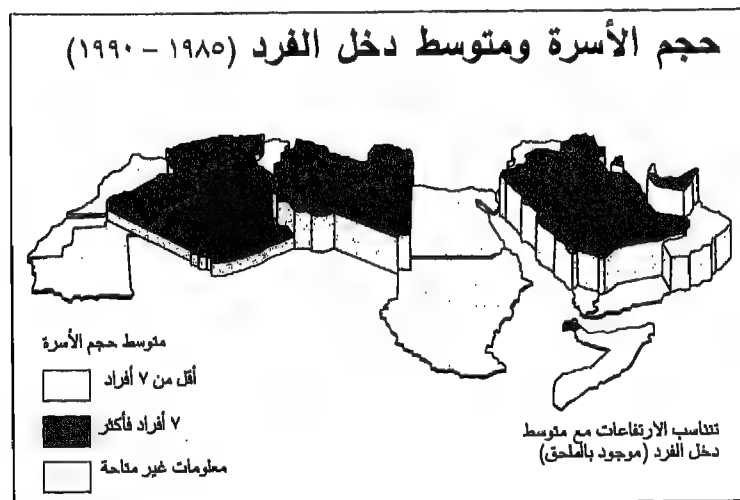 حجم الأسرة ومتوسط دخل الفرد (١٩٨٥ - ١٩٩٠)
متوسط حجم الأسرة
أقل من ٧ أفراد
٧ أفراد فأكثر
معلومات غير متاحة
تتناسب الارتفاعات مع متوسط
دخل الفرد (موجود بالملحق)